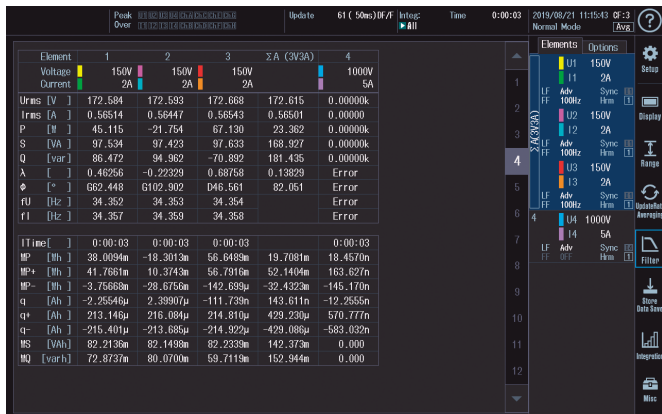 Peak
Over
Update 61 ( 50ms)DF/F Integ: Time 0:00:03 2019/08/21 11:15:43 CF:3
All Normal Mode Avg
?
Element 1 2 3 ΣA (3V3A) 4
Voltage 150V 150V 150V 1000V
Current 2A 2A 2A 5A
Urms [V ] 172.584 172.593 172.668 172.615 0.00000k
Irms [A ] 0.56514 0.56447 0.56543 0.56501 0.0000
P [W ] 45.115 -21.754 67.130 23.362 0.00000k
S [VA ] 97.534 97.423 97.633 168.927 0.00000k
Q [var] 86.472 94.962 -70.892 181.435 0.00000k
λ [ ] 0.46256 -0.22329 0.68758 0.13829 Error
Φ [° ] G62.448 G102.902 D46.561 82.051 Error
fU [Hz ] 34.352 34.353 34.354 Error
fI [Hz ] 34.357 34.359 34.358 Error
ITime[ ] 0:00:03 0:00:03 0:00:03 0:00:03
WP [Wh ] 38.0094m -18.3013m 56.6489m 19.7081m 18.4570n
WP+ [Wh ] 41.7661m 10.3743m 56.7916m 52.1404m 163.627n
WP- [Wh ] -3.75668m -28.6756m -142.699µ -32.4323m -145.170n
q [Ah ] -2.25546µ 2.39907µ -111.739n 143.611n -12.2555n
q+ [Ah ] 213.146µ 216.084µ 214.810µ 429.230µ 570.777n
q- [Ah ] -215.401µ -213.685µ -214.922µ -429.086µ -583.032n
WS [VAh] 82.2136m 82.1498m 82.2339m 142.373m 0.000
WQ [varh] 72.8737m 80.0700m 59.7119m 152.944m 0.000
1
2
3
4
5
6
7
8
9
10
11
12
Elements Options
ΣA(3V3A)
U1 150V
I1 2A
LF Adv Sync
FF 100Hz Hrm 1
U2 150V
I2 2A
LF Adv Sync
FF 100Hz Hrm 1
U3 150V
I3 2A
LF Adv Sync
FF 100Hz Hrm 1
4 U4 1000V
I4 5A
LF Adv Sync
FF OFF Hrm 1
Setup
Display
Range
UpdateRate
Averaging
Filter
Store
Data Save
Integration
Misc